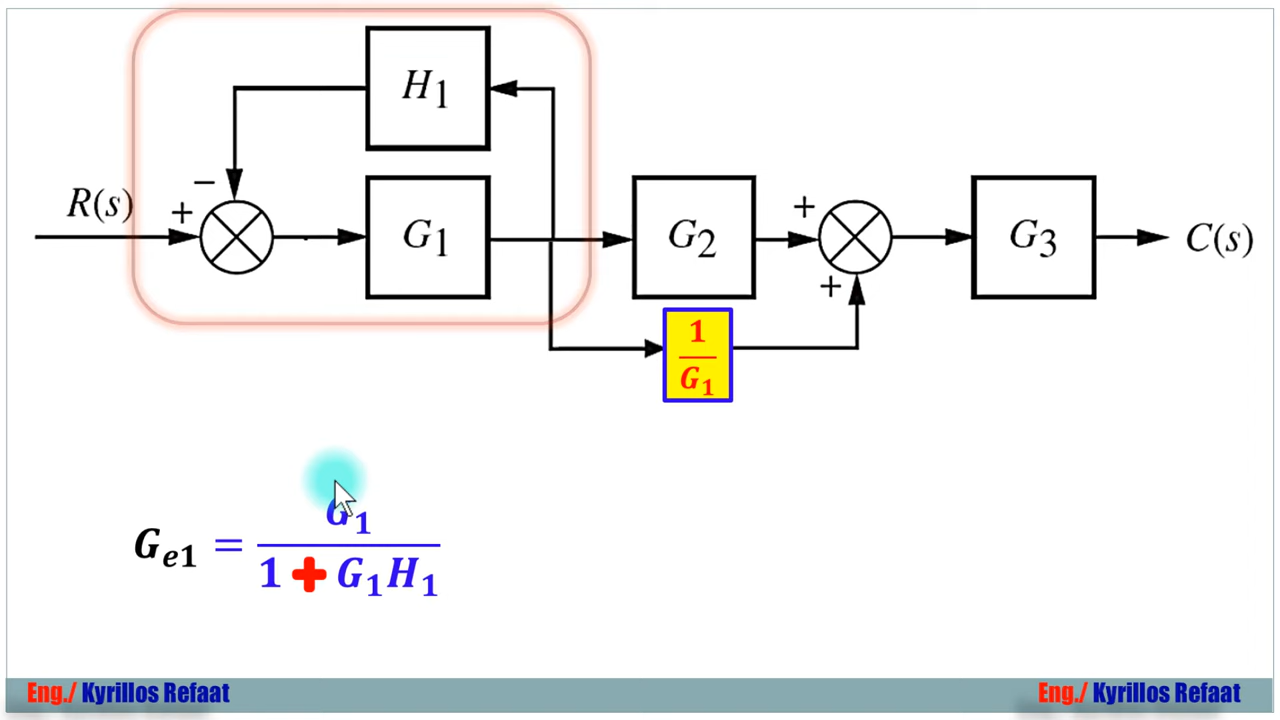 H₁
−
R(s)
+
G₁
G₂
+
+
G₃
C(s)
1
G₁
Gₑ₁ = G₁
1 + G₁H₁
Eng./ Kyrillos Refaat
Eng./ Kyrillos Refaat